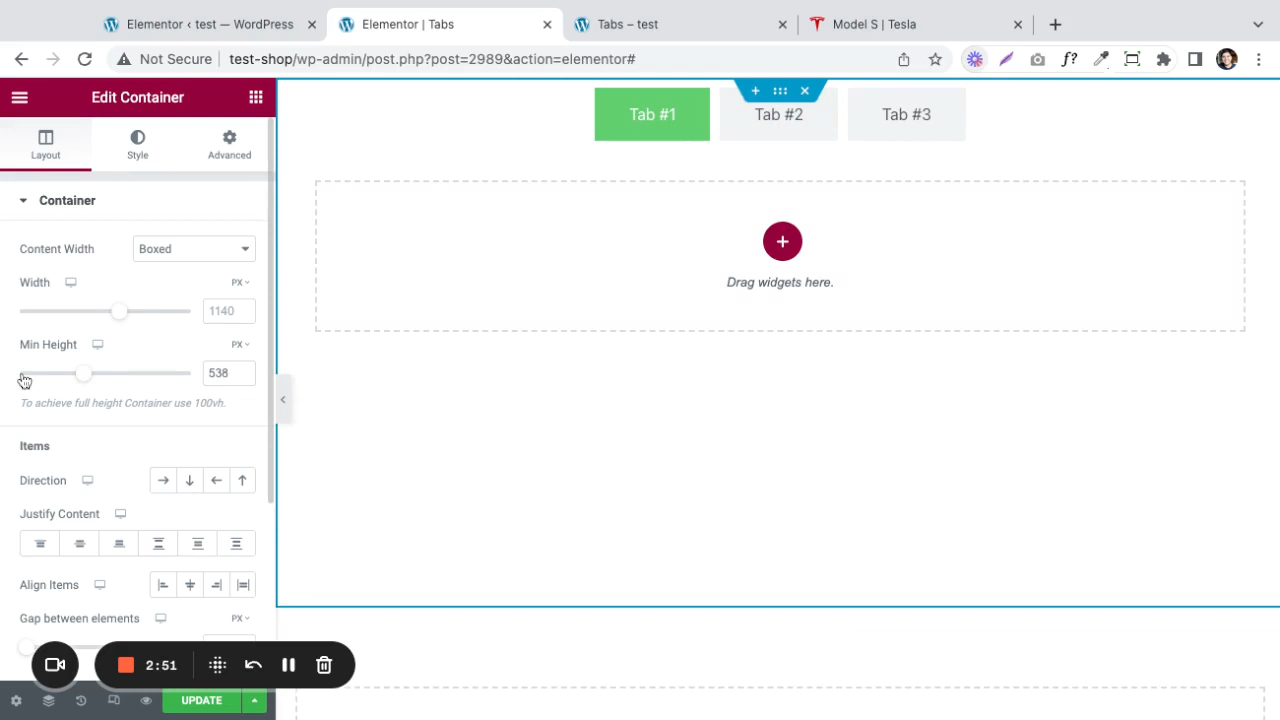 Elementor ‹ test — WordPress
Elementor | Tabs
Tabs – test
Model S | Tesla
Not Secure
test-shop/wp-admin/post.php?post=2989&action=elementor#
f?
Edit Container
Layout
Style
Advanced
Container
Content Width
Boxed
Width
PX
1140
Min Height
PX
538
To achieve full height Container use 100vh.
Items
Direction
Justify Content
Align Items
Gap between elements
PX
2:51
UPDATE
Tab #1
Tab #2
Tab #3
Drag widgets here.